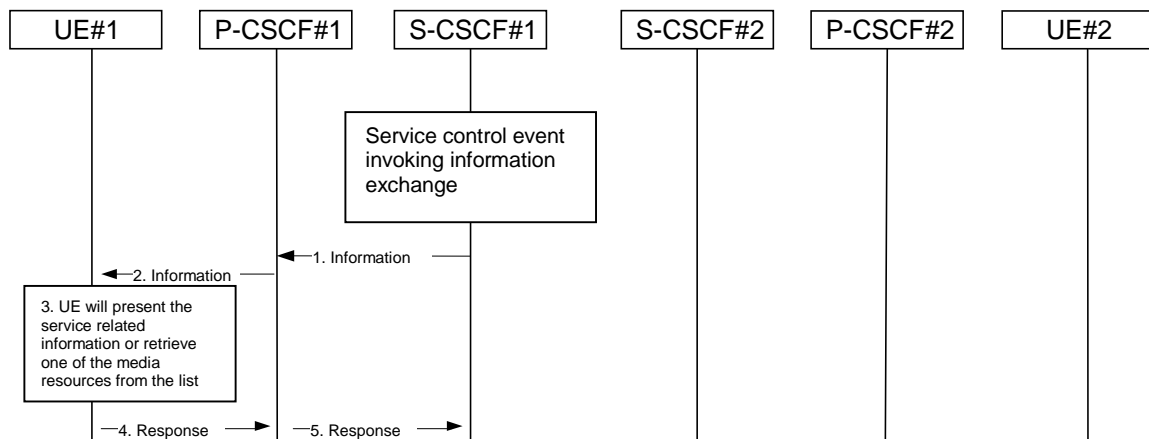 UE#1
P-CSCF#1
S-CSCF#1
S-CSCF#2
P-CSCF#2
UE#2
Service control event
invoking information
exchange
1. Information
2. Information
3. UE will present the
service related
information or retrieve
one of the media
resources from the list
4. Response
5. Response